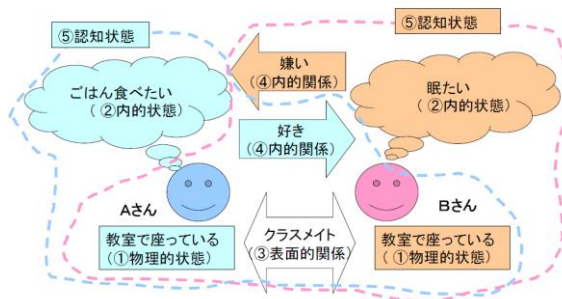 ⑤認知状態
⑤認知状態
嫌い
(④内的関係)
ごはん食べたい
(②内的状態)
眠たい
(②内的状態)
好き
(④内的関係)
Aさん
Bさん
教室で座っている
(①物理的状態)
クラスメイト
(③表面的関係)
教室で座っている
(①物理的状態)